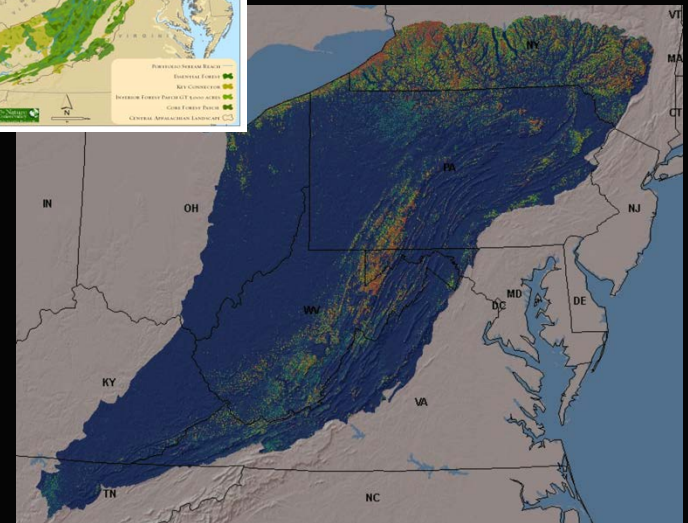 VIRGINIA
PORTFOLIO STREAM REACH
ESSENTIAL FOREST
KEY CONNECTOR
CORE FOREST PATCH
CENTRAL APPALACHIAN LANDSCAPE
N
VT
NY
MA
CT
PA
IN
OH
NJ
WV
MD
DC
DE
KY
VA
TN
NC